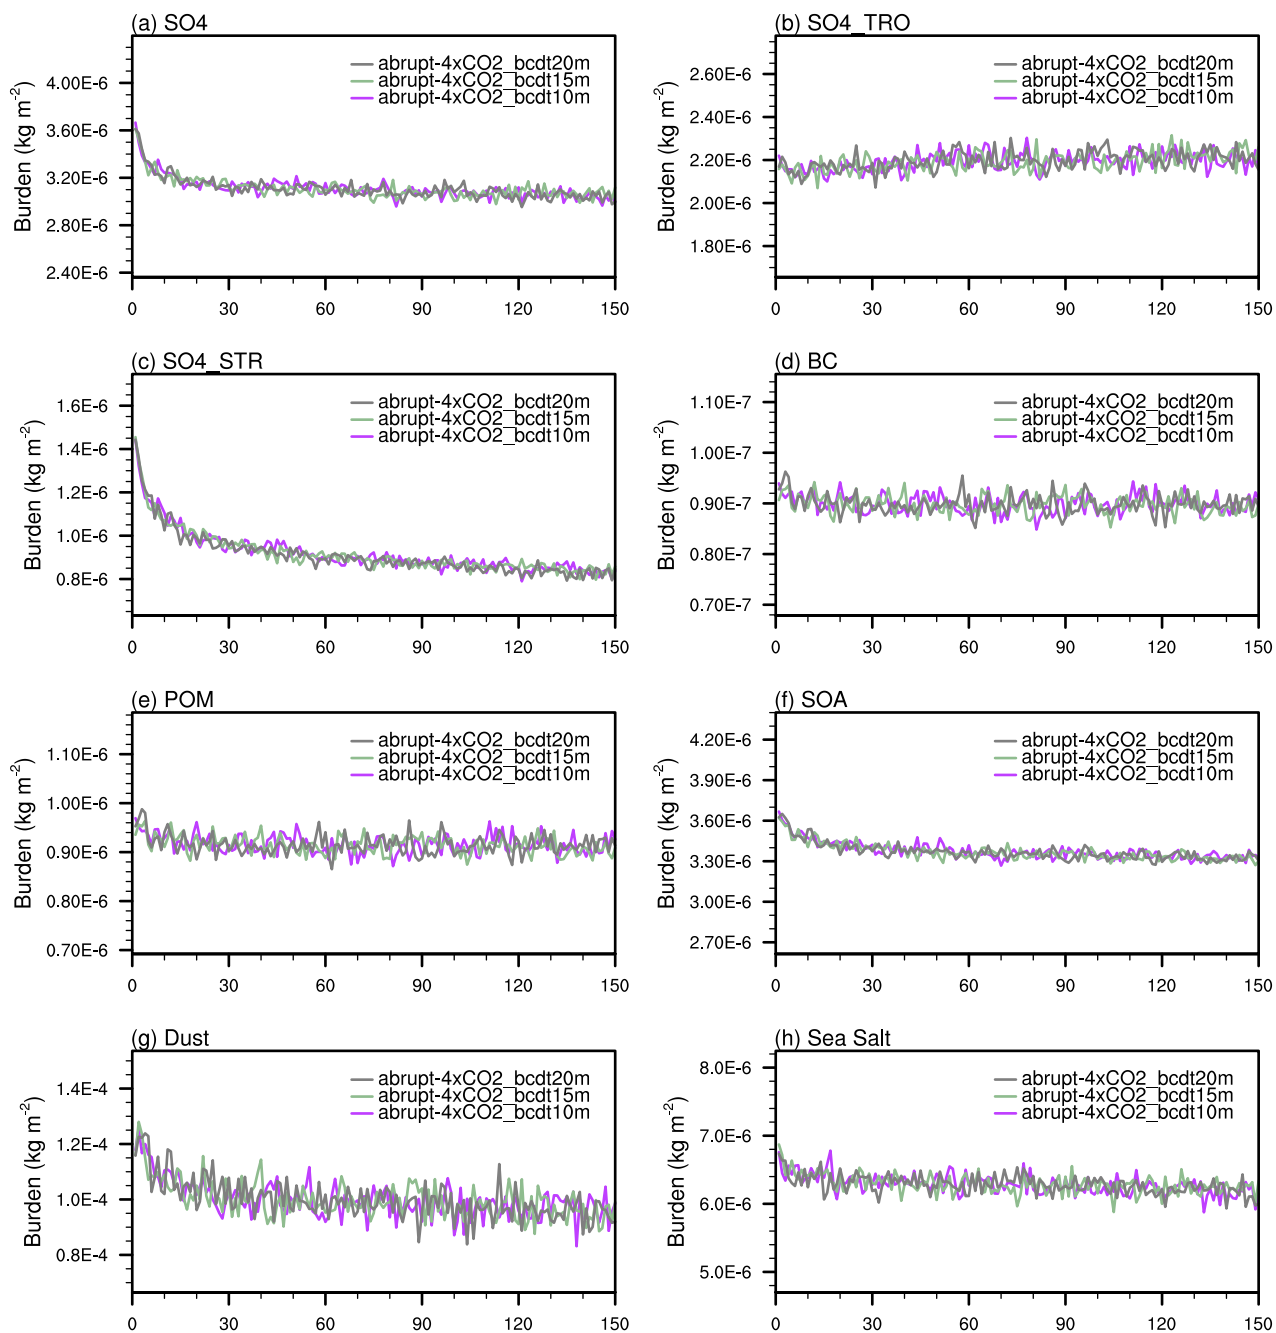 (a) SO4
abrupt-4xCO2_bcdt20m
abrupt-4xCO2_bcdt15m
abrupt-4xCO2_bcdt10m
Burden (kg m-2)
4.00E-6
3.60E-6
3.20E-6
2.80E-6
2.40E-6
0 30 60 90 120 150
(b) SO4_TRO
abrupt-4xCO2_bcdt20m
abrupt-4xCO2_bcdt15m
abrupt-4xCO2_bcdt10m
Burden (kg m-2)
2.60E-6
2.40E-6
2.20E-6
2.00E-6
1.80E-6
0 30 60 90 120 150
(c) SO4_STR
abrupt-4xCO2_bcdt20m
abrupt-4xCO2_bcdt15m
abrupt-4xCO2_bcdt10m
Burden (kg m-2)
1.6E-6
1.4E-6
1.2E-6
1.0E-6
0.8E-6
0 30 60 90 120 150
(d) BC
abrupt-4xCO2_bcdt20m
abrupt-4xCO2_bcdt15m
abrupt-4xCO2_bcdt10m
Burden (kg m-2)
1.10E-7
1.00E-7
0.90E-7
0.80E-7
0.70E-7
0 30 60 90 120 150
(e) POM
abrupt-4xCO2_bcdt20m
abrupt-4xCO2_bcdt15m
abrupt-4xCO2_bcdt10m
Burden (kg m-2)
1.10E-6
1.00E-6
0.90E-6
0.80E-6
0.70E-6
0 30 60 90 120 150
(f) SOA
abrupt-4xCO2_bcdt20m
abrupt-4xCO2_bcdt15m
abrupt-4xCO2_bcdt10m
Burden (kg m-2)
4.20E-6
3.90E-6
3.60E-6
3.30E-6
3.00E-6
2.70E-6
0 30 60 90 120 150
(g) Dust
abrupt-4xCO2_bcdt20m
abrupt-4xCO2_bcdt15m
abrupt-4xCO2_bcdt10m
Burden (kg m-2)
1.4E-4
1.2E-4
1.0E-4
0.8E-4
0 30 60 90 120 150
(h) Sea Salt
abrupt-4xCO2_bcdt20m
abrupt-4xCO2_bcdt15m
abrupt-4xCO2_bcdt10m
Burden (kg m-2)
8.0E-6
7.0E-6
6.0E-6
5.0E-6
0 30 60 90 120 150